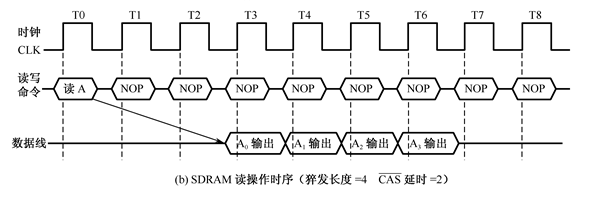 T0 T1 T2 T3 T4 T5 T6 T7 T8
时钟
CLK
读写
命令
读 A NOP NOP NOP NOP NOP NOP NOP NOP
数据线 A₀ 输出 A₁ 输出 A₂ 输出 A₃ 输出
(b) SDRAM 读操作时序（猝发长度 =4 C̅A̅S̅ 延时 =2）